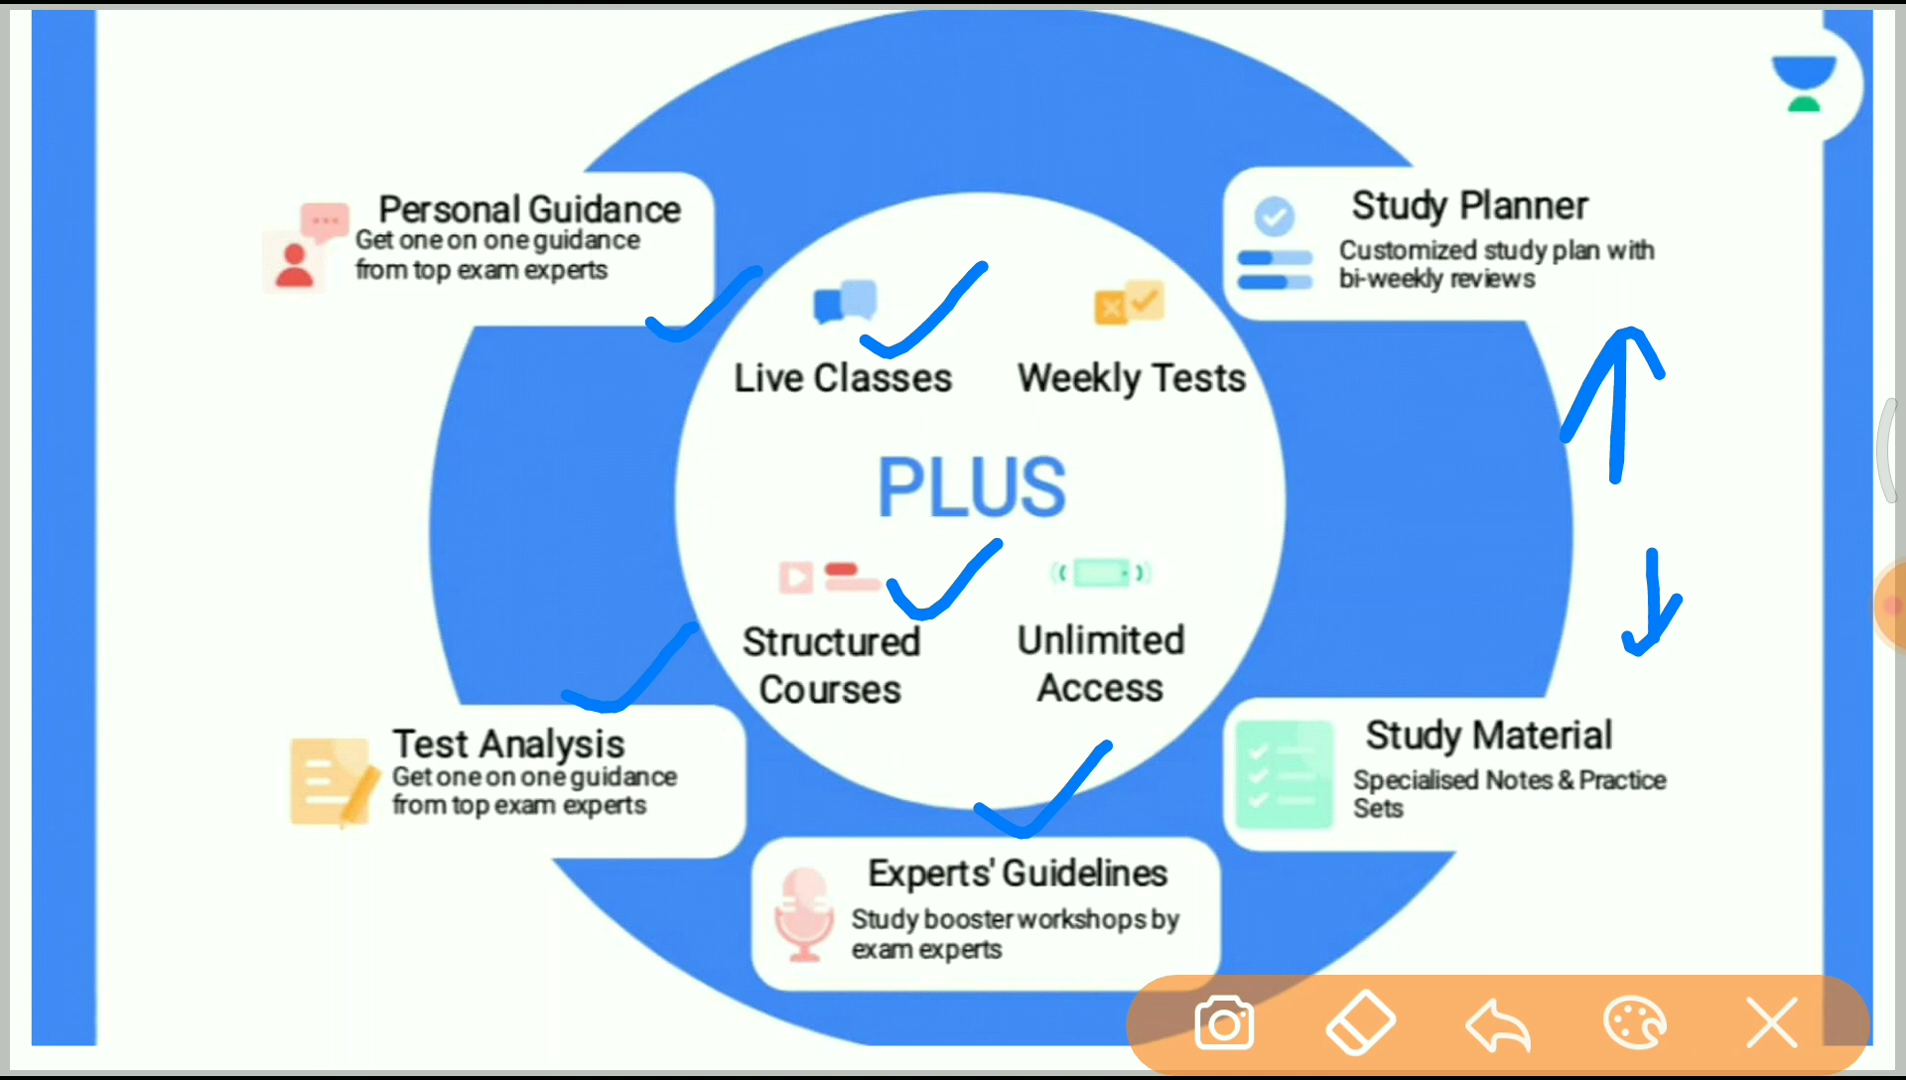 Personal Guidance
Get one on one guidance
from top exam experts
Study Planner
Customized study plan with
bi-weekly reviews
Live Classes
Weekly Tests
PLUS
Structured
Courses
Unlimited
Access
Test Analysis
Get one on one guidance
from top exam experts
Study Material
Specialised Notes & Practice
Sets
Experts' Guidelines
Study booster workshops by
exam experts